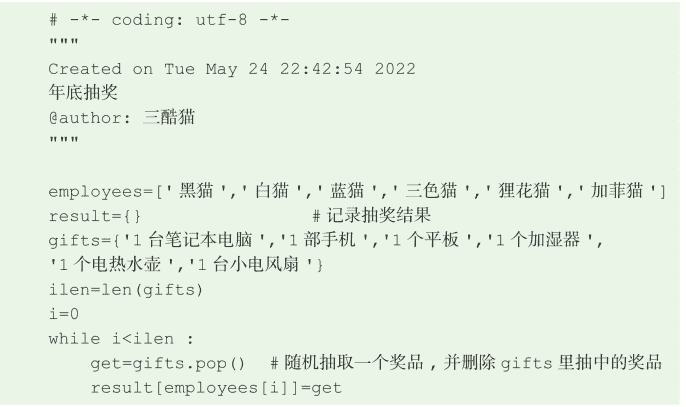 # -*- coding: utf-8 -*-
"""
Created on Tue May 24 22:42:54 2022
年底抽奖
@author: 三酷猫
"""
employees=['黑猫','白猫','蓝猫','三色猫','狸花猫','加菲猫']
result={}                #记录抽奖结果
gifts={'1台笔记本电脑','1部手机','1个平板','1个加湿器',
'1个电热水壶','1台小电风扇'}
ilen=len(gifts)
i=0
while i<ilen :
    get=gifts.pop()  #随机抽取一个奖品,并删除 gifts 里抽中的奖品
    result[employees[i]]=get